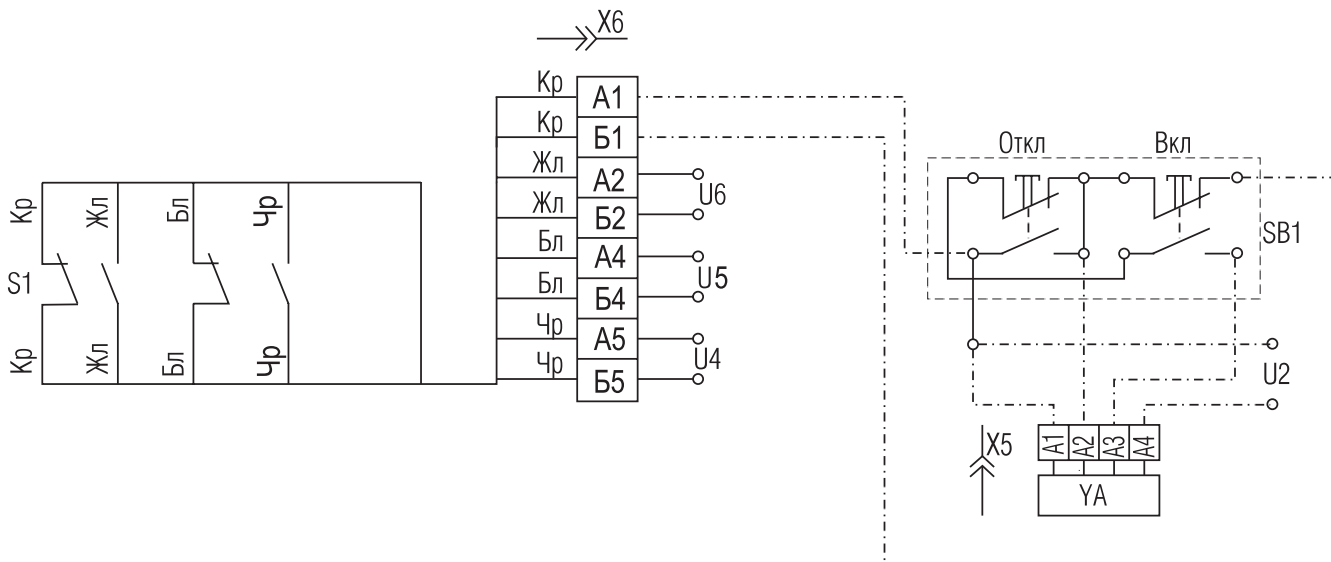 X6
Кр
А1
Кр
Б1
Жл
А2
Жл
Б2
U6
Бл
А4
Бл
Б4
U5
Чр
А5
Чр
Б5
U4
Кр
Жл
Бл
Чр
S1
Кр
Жл
Бл
Чр
Откл
Вкл
SB1
U2
X5
А1
А2
А3
А4
YA